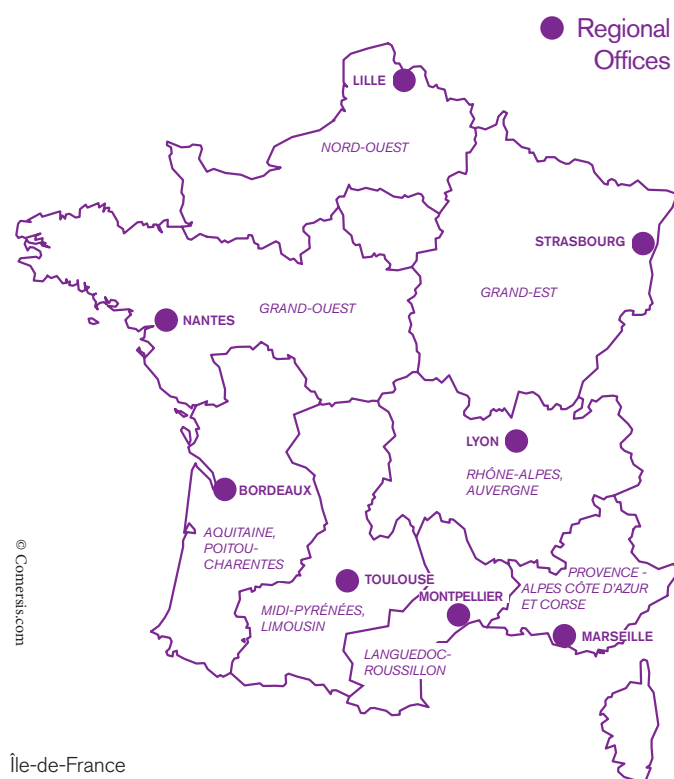 Regional
Offices
LILLE
NORD-OUEST
STRASBOURG
GRAND-EST
GRAND-OUEST
NANTES
LYON
RHÔNE-ALPES,
AUVERGNE
BORDEAUX
AQUITAINE,
POITOU-
CHARENTES
TOULOUSE
MIDI-PYRÉNÉES,
LIMOUSIN
MONTPELLIER
LANGUEDOC-
ROUSSILLON
PROVENCE -
ALPES CÔTE D'AZUR
ET CORSE
MARSEILLE
© Comersis.com
Île-de-France